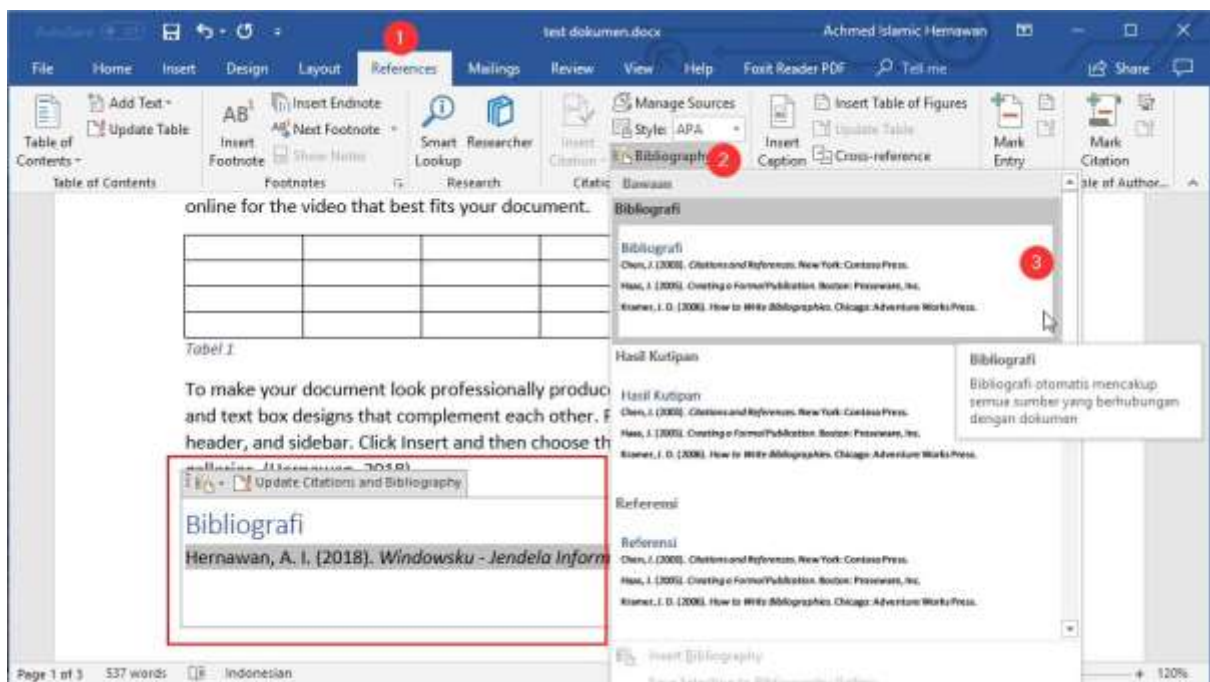 1
test dokumen.docx
Achmed Islamic Hernawan
File Home Insert Design Layout References Mailings Review View Help Foxit Reader PDF Tell me Share
Add Text
Insert Endnote
Manage Sources
Insert Table of Figures
AB1
Update Table
Next Footnote
Style: APA
Update Table
Table of Contents
Insert Footnote
Show Notes
Smart Lookup
Researcher
Insert Citation
Bibliography
2
Insert Caption
Cross-reference
Mark Entry
Mark Citation
Table of Contents
Footnotes
Research
Citatio
ble of Author...
Bawaan
online for the video that best fits your document.
Bibliografi
Bibliografi
Chen, J. (2003). Citations and References. New York: Contoso Press.
3
Haas, J. (2005). Creating a Formal Publication. Boston: Proseware, Inc.
Kramer, J. D. (2006). How to Write Bibliographies. Chicago: Adventure Works Press.
Tabel 1
Hasil Kutipan
Bibliografi
Bibliografi otomatis mencakup
semua sumber yang berhubungan
dengan dokumen
To make your document look professionally produc
Hasil Kutipan
and text box designs that complement each other. F
Chen, J. (2003). Citations and References. New York: Contoso Press.
Haas, J. (2005). Creating a Formal Publication. Boston: Proseware, Inc.
header, and sidebar. Click Insert and then choose th
Kramer, J. D. (2006). How to Write Bibliographies. Chicago: Adventure Works Press.
Update Citations and Bibliography
Referensi
Bibliografi
Hernawan, A. I. (2018). Windowsku - Jendela Inform
Referensi
Chen, J. (2003). Citations and References. New York: Contoso Press.
Haas, J. (2005). Creating a Formal Publication. Boston: Proseware, Inc.
Kramer, J. D. (2006). How to Write Bibliographies. Chicago: Adventure Works Press.
Insert Bibliography
Page 1 of 3 537 words Indonesian
120%